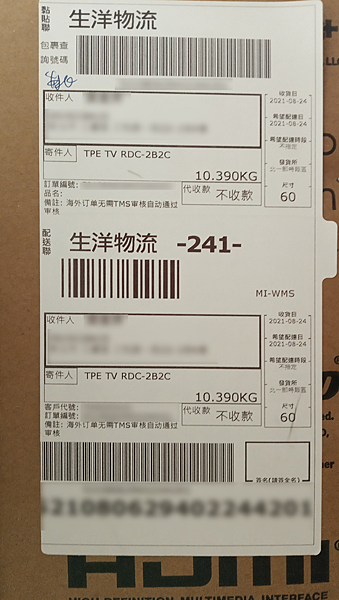 黏貼聯
生洋物流
包裹查詢號碼
收件人
收貨日
2021-08-24
希望配達日
2021-08-24
希望配達時段
不指定
寄件人 TPE TV RDC-2B2C
發貨所
10.390KG
訂單編號:
品名:
代收款 不收款
尺寸
60
備註: 海外订单无需TMS审核自动通过
审核
配送聯
生洋物流 -241-
MI-WMS
收件人
收貨日
2021-08-24
希望配達日
2021-08-24
希望配達時段
不指定
寄件人 TPE TV RDC-2B2C
發貨所
10.390KG
客戶代號:
訂單編號:
代收款 不收款
尺寸
60
備註: 海外订单无需TMS审核自动通过
审核
簽名(請簽全名)
621080629402244201
HDMI
HIGH-DEFINITION MULTIMEDIA INTERFACE